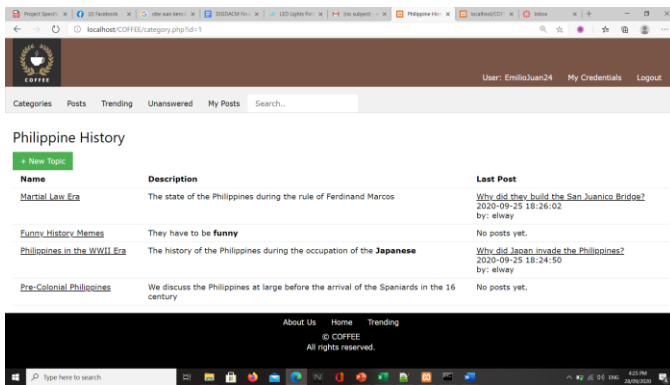 Project Specifi
(2) Facebook
LED Lights Phi
(no subject) -
Philippine Hist
localhost/COF
Inbox
localhost/COFFEE/category.php?id=1
COFFEE
User: EmilioJuan24 My Credentials Logout
Categories Posts Trending Unanswered My Posts Search..
Philippine History
+ New Topic
Name Description Last Post
Martial Law Era The state of the Philippines during the rule of Ferdinand Marcos Why did they build the San Juanico Bridge?
2020-09-25 18:26:02
by: elway
Funny History Memes They have to be funny No posts yet.
Philippines in the WWII Era The history of the Philippines during the occupation of the Japanese Why did Japan invade the Philippines?
2020-09-25 18:24:50
by: elway
Pre-Colonial Philippines We discuss the Philippines at large before the arrival of the Spaniards in the 16 No posts yet.
century
About Us Home Trending
© COFFEE
All rights reserved.
Type here to search
ENG
4:25 PM
28/09/2020